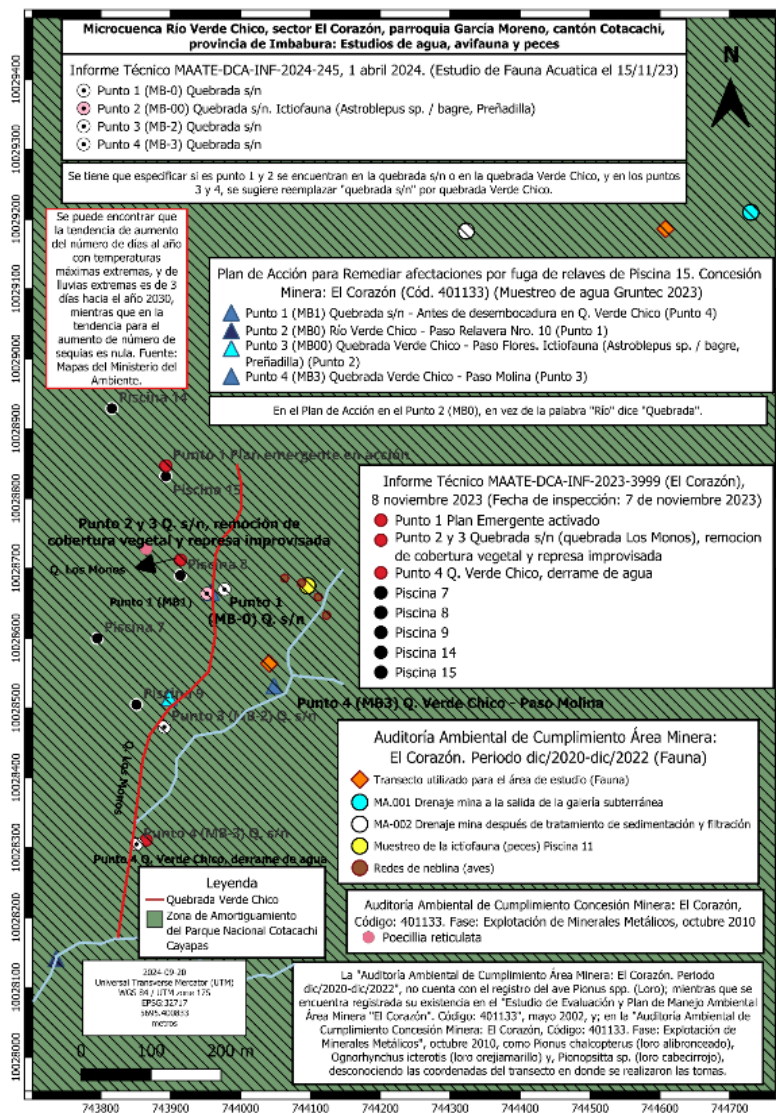 Microcuenca Río Verde Chico, sector El Corazón, parroquia García Moreno, cantón Cotacachi,
provincia de Imbabura: Estudios de agua, avifauna y peces
Informe Técnico MAATE-DCA-INF-2024-245, 1 abril 2024. (Estudio de Fauna Acuatica el 15/11/23)
Punto 1 (MB-0) Quebrada s/n
Punto 2 (MB-00) Quebrada s/n. Ictiofauna (Astroblepus sp. / bagre, Preñadilla)
Punto 3 (MB-2) Quebrada s/n
Punto 4 (MB-3) Quebrada s/n
Se tiene que especificar si es punto 1 y 2 se encuentran en la quebrada s/n o en la quebrada Verde Chico, y en los puntos
3 y 4, se sugiere reemplazar "quebrada s/n" por quebrada Verde Chico.
N
Se puede encontrar que
la tendencia de aumento
del número de días al año
con temperaturas
máximas extremas, y de
lluvias extremas es de 3
días hacia el año 2030,
mientras que en la
tendencia para el
aumento de número de
sequias es nula. Fuente:
Mapas del Ministerio del
Ambiente.
Plan de Acción para Remediar afectaciones por fuga de relaves de Piscina 15. Concesión
Minera: El Corazón (Cód. 401133) (Muestreo de agua Gruntec 2023)
Punto 1 (MB1) Quebrada s/n - Antes de desembocadura en Q. Verde Chico (Punto 4)
Punto 2 (MB0) Río Verde Chico - Paso Relavera Nro. 10 (Punto 1)
Punto 3 (MB00) Quebrada Verde Chico - Paso Flores. Ictiofauna (Astroblepus sp. / bagre,
Preñadilla) (Punto 2)
Punto 4 (MB3) Quebrada Verde Chico - Paso Molina (Punto 3)
En el Plan de Acción en el Punto 2 (MB0), en vez de la palabra "Río" dice "Quebrada".
Piscina 14
Punto 1 Plan emergente en acción
Piscina 15
Punto 2 y 3 Q. s/n, remoción de
cobertura vegetal y represa improvisada
Q. Los Monos
Piscina 8
Punto 1 (MB1)
Punto 1
(MB-0) Q. s/n
Piscina 7
Piscina 9
Punto 4 (MB3) Q. Verde Chico - Paso Molina
Punto 3 (MB-2) Q. s/n
Q. Los Monos
Punto 4 (MB-3) Q. s/n
Punto 4 Q. Verde Chico, derrame de agua
Informe Técnico MAATE-DCA-INF-2023-3999 (El Corazón),
8 noviembre 2023 (Fecha de inspección: 7 de noviembre 2023)
Punto 1 Plan Emergente activado
Punto 2 y 3 Quebrada s/n (quebrada Los Monos), remocion
de cobertura vegetal y represa improvisada
Punto 4 Q. Verde Chico, derrame de agua
Piscina 7
Piscina 8
Piscina 9
Piscina 14
Piscina 15
Auditoría Ambiental de Cumplimiento Área Minera:
El Corazón. Periodo dic/2020-dic/2022 (Fauna)
Transecto utilizado para el área de estudio (Fauna)
MA.001 Drenaje mina a la salida de la galería subterránea
MA-002 Drenaje mina después de tratamiento de sedimentación y filtración
Muestreo de la ictiofauna (peces) Piscina 11
Redes de neblina (aves)
Leyenda
Quebrada Verde Chico
Zona de Amortiguamiento
del Parque Nacional Cotacachi
Cayapas
Auditoría Ambiental de Cumplimiento Concesión Minera: El Corazón,
Código: 401133. Fase: Explotación de Minerales Metálicos, octubre 2010
Poecillia reticulata
2024-09-20
Universal Transverse Mercator (UTM)
WGS 84 / UTM zone 17S
EPSG:32717
5695.400833
metros
0 100 200 m
La "Auditoría Ambiental de Cumplimiento Área Minera: El Corazón. Periodo
dic/2020-dic/2022", no cuenta con el registro del ave Pionus spp. (Loro); mientras que se
encuentra registrada su existencia en el "Estudio de Evaluación y Plan de Manejo Ambiental
Área Minera "El Corazón". Código: 401133", mayo 2002, y; en la "Auditoría Ambiental de
Cumplimiento Concesión Minera: El Corazón, Código: 401133. Fase: Explotación de
Minerales Metálicos", octubre 2010, como Pionus chalcopterus (loro alibronceado),
Ognorhynchus icterotis (loro orejiamarillo) y, Pionopsitta sp. (loro cabecirrojo),
desconociendo las coordenadas del transecto en donde se realizaron las tomas.
10029400
10029300
10029200
10029100
10029000
10028900
10028800
10028700
10028600
10028500
10028400
10028300
10028200
10028100
10028000
743800 743900 744000 744100 744200 744300 744400 744500 744600 744700